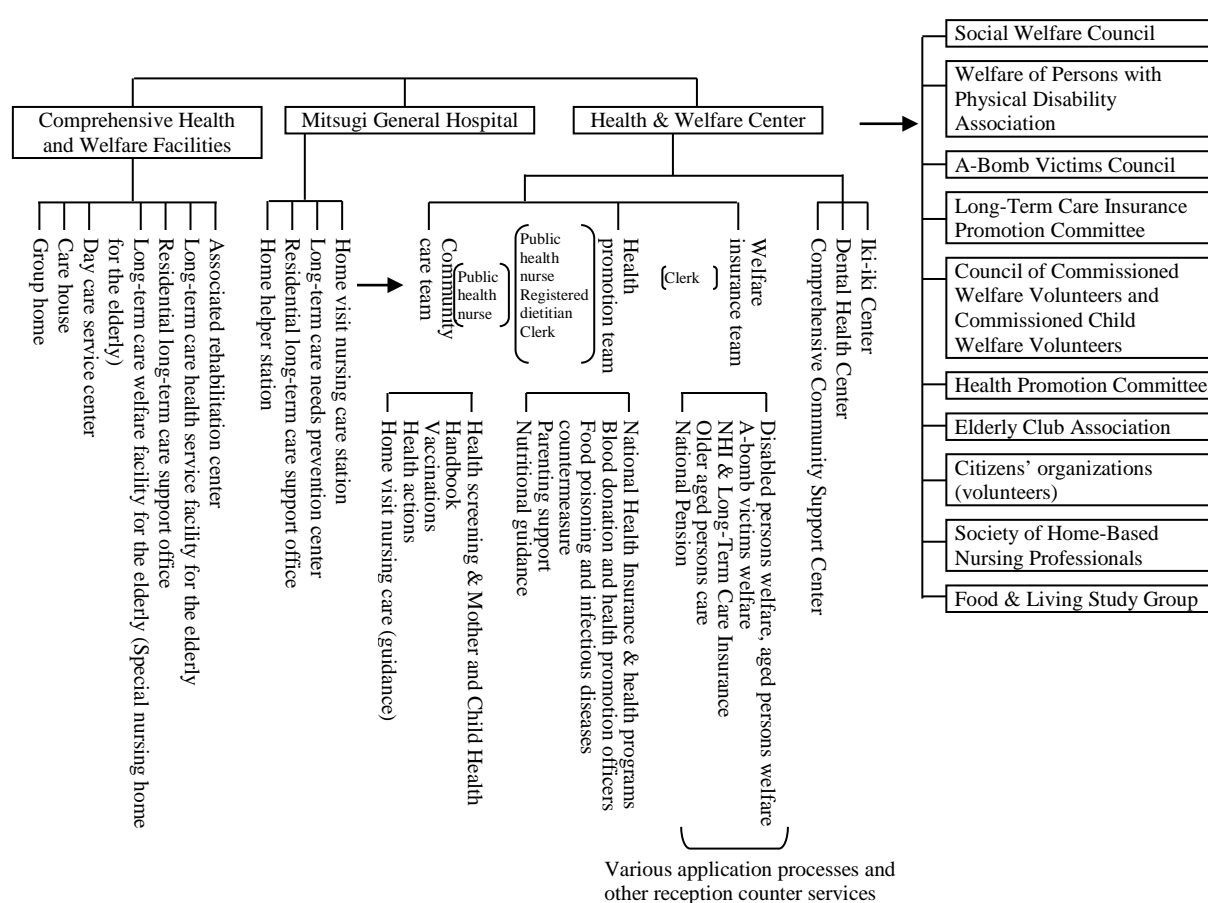 Comprehensive Health
and Welfare Facilities
Mitsugi General Hospital
Health & Welfare Center
Group home
Care house
Day care service center
Long-term care welfare facility for the elderly (Special nursing home
for the elderly)
Residential long-term care support office
Long-term care health service facility for the elderly
Associated rehabilitation center
Home helper station
Residential long-term care support office
Long-term care needs prevention center
Home visit nursing care station
Community
care team
Public
health
nurse
Health
promotion team
Public
health
nurse
Registered
dietitian
Clerk
Welfare
insurance team
Clerk
Comprehensive Community Support Center
Dental Health Center
Iki-iki Center
Health screening & Mother and Child Health
Handbook
Vaccinations
Health actions
Home visit nursing care (guidance)
National Health Insurance & health programs
Blood donation and health promotion officers
Food poisoning and infectious diseases
countermeasure
Parenting support
Nutritional guidance
Disabled persons welfare, aged persons welfare
A-bomb victims welfare
NHI & Long-Term Care Insurance
Older aged persons care
National Pension
Various application processes and
other reception counter services
Social Welfare Council
Welfare of Persons with
Physical Disability
Association
A-Bomb Victims Council
Long-Term Care Insurance
Promotion Committee
Council of Commissioned
Welfare Volunteers and
Commissioned Child
Welfare Volunteers
Health Promotion Committee
Elderly Club Association
Citizens' organizations
(volunteers)
Society of Home-Based
Nursing Professionals
Food & Living Study Group